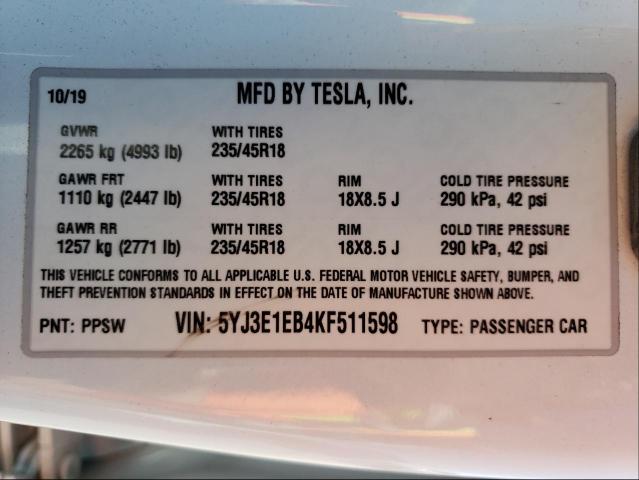 10/19 MFD BY TESLA, INC.
GVWR WITH TIRES
2265 kg (4993 lb) 235/45R18
GAWR FRT WITH TIRES RIM COLD TIRE PRESSURE
1110 kg (2447 lb) 235/45R18 18X8.5 J 290 kPa, 42 psi
GAWR RR WITH TIRES RIM COLD TIRE PRESSURE
1257 kg (2771 lb) 235/45R18 18X8.5 J 290 kPa, 42 psi
THIS VEHICLE CONFORMS TO ALL APPLICABLE U.S. FEDERAL MOTOR VEHICLE SAFETY, BUMPER, AND
THEFT PREVENTION STANDARDS IN EFFECT ON THE DATE OF MANUFACTURE SHOWN ABOVE.
PNT: PPSW VIN: 5YJ3E1EB4KF511598 TYPE: PASSENGER CAR